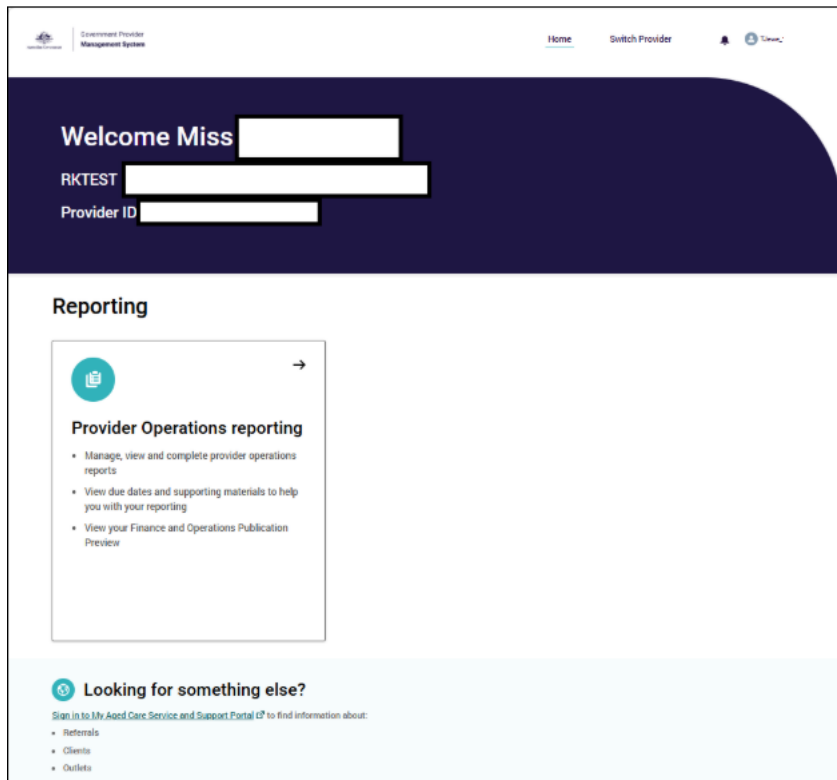 Government Provider
Management System
Home
Switch Provider
Welcome Miss
RKTEST
Provider ID
Reporting
Provider Operations reporting
• Manage, view and complete provider operations
reports
• View due dates and supporting materials to help
you with your reporting
• View your Finance and Operations Publication
Preview
Looking for something else?
Sign in to My Aged Care Service and Support Portal to find information about:
• Referrals
• Clients
• Outlets